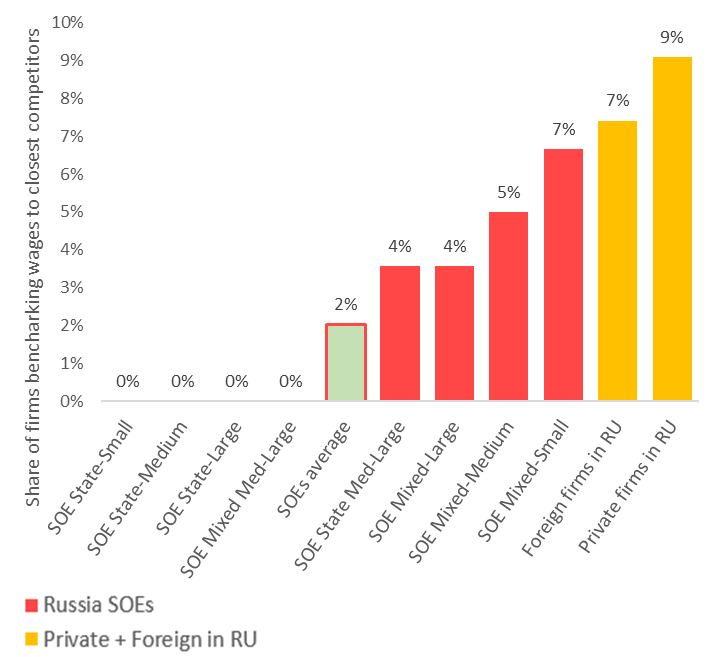 Share of firms bencharking wages to closest competitors
10%
9%
8%
7%
6%
5%
4%
3%
2%
1%
0%
0%
0%
0%
0%
2%
4%
4%
5%
7%
7%
9%
SOE State-Small
SOE State-Medium
SOE State-Large
SOE Mixed Med-Large
SOEs average
SOE State Med-Large
SOE Mixed-Large
SOE Mixed-Medium
SOE Mixed-Small
Foreign firms in RU
Private firms in RU
Russia SOEs
Private + Foreign in RU